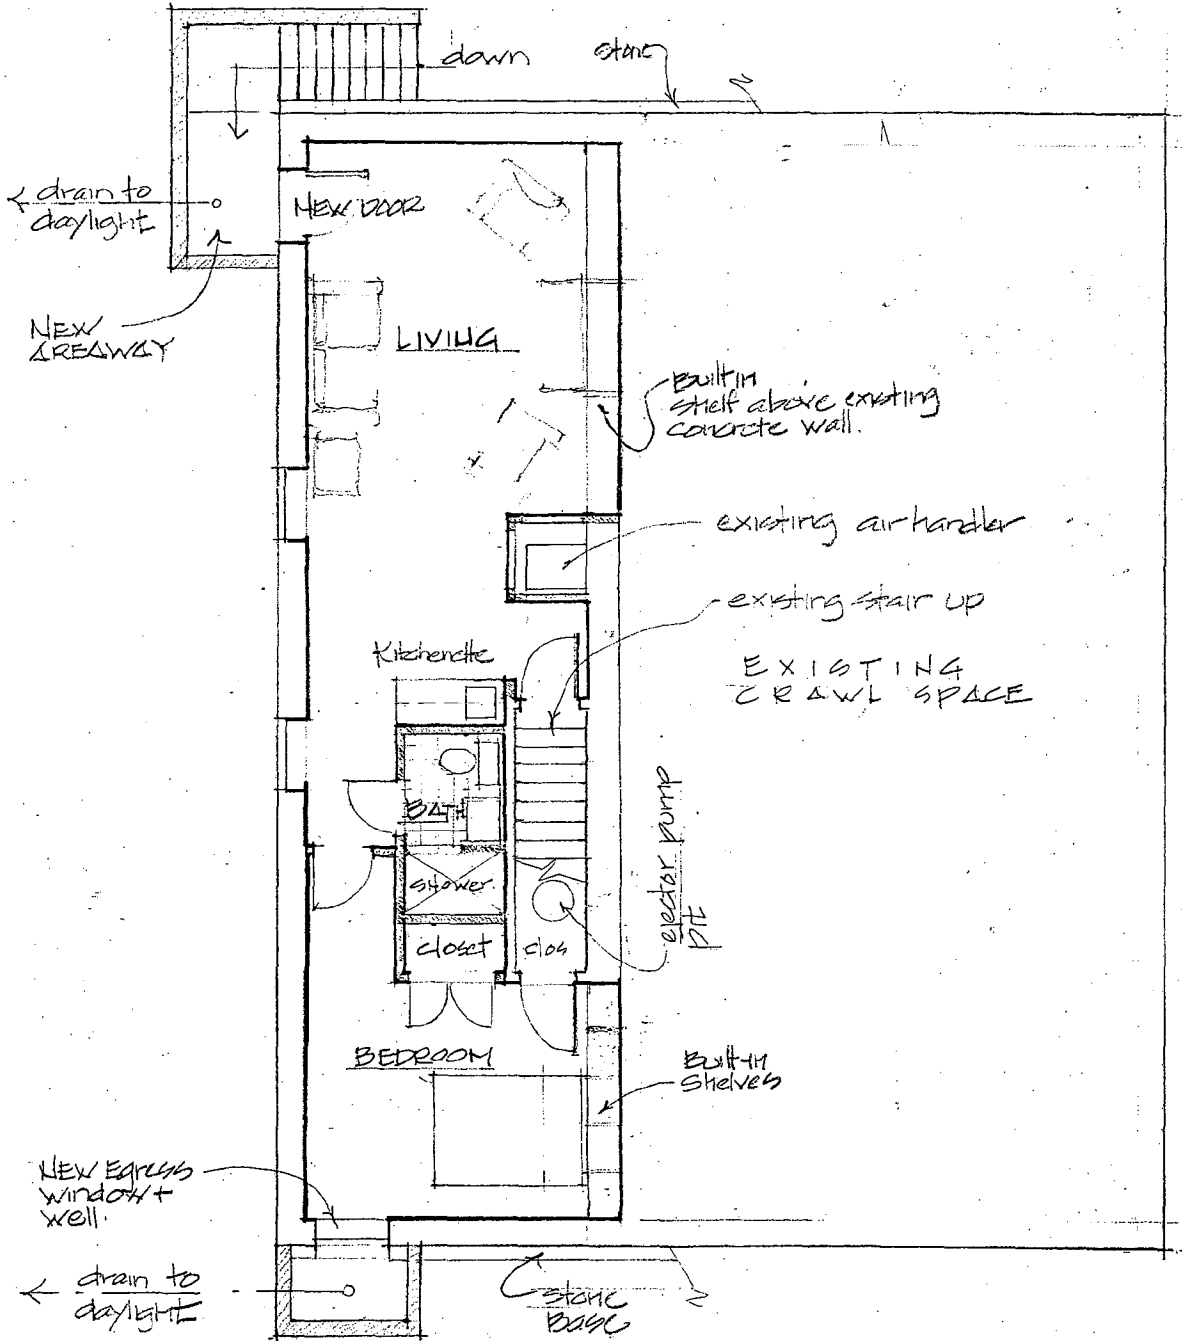 down
stone
drain to
daylight
NEW DOOR
NEW
AREAWAY
LIVING
Built in
shelf above existing
concrete wall.
existing air handler
existing stair up
Kitchenette
EXISTING
CRAWL SPACE
BATH
shower
ejector pump
pit
closet
clos
BEDROOM
Built-in
shelves
NEW Egress
window +
well.
drain to
daylight
stone
Base